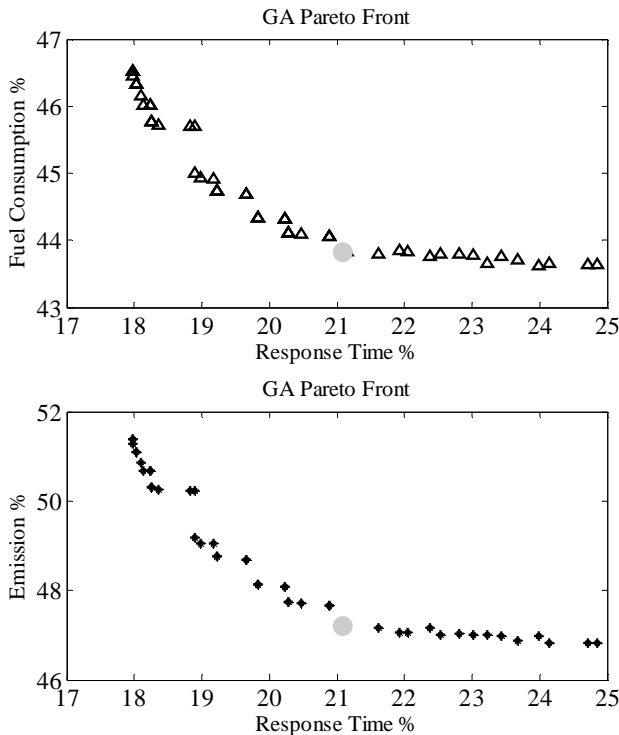 GA Pareto Front
47
46
45
44
43
Fuel Consumption %
17 18 19 20 21 22 23 24 25
Response Time %
GA Pareto Front
52
50
48
46
Emission %
17 18 19 20 21 22 23 24 25
Response Time %